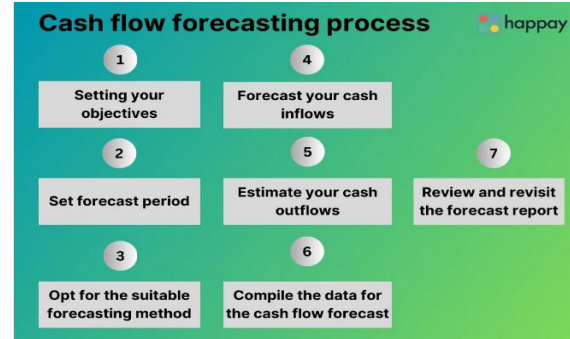 Cash flow forecasting process
happay
1
Setting your
objectives
2
Set forecast period
3
Opt for the suitable
forecasting method
4
Forecast your cash
inflows
5
Estimate your cash
outflows
6
Compile the data for
the cash flow forecast
7
Review and revisit
the forecast report